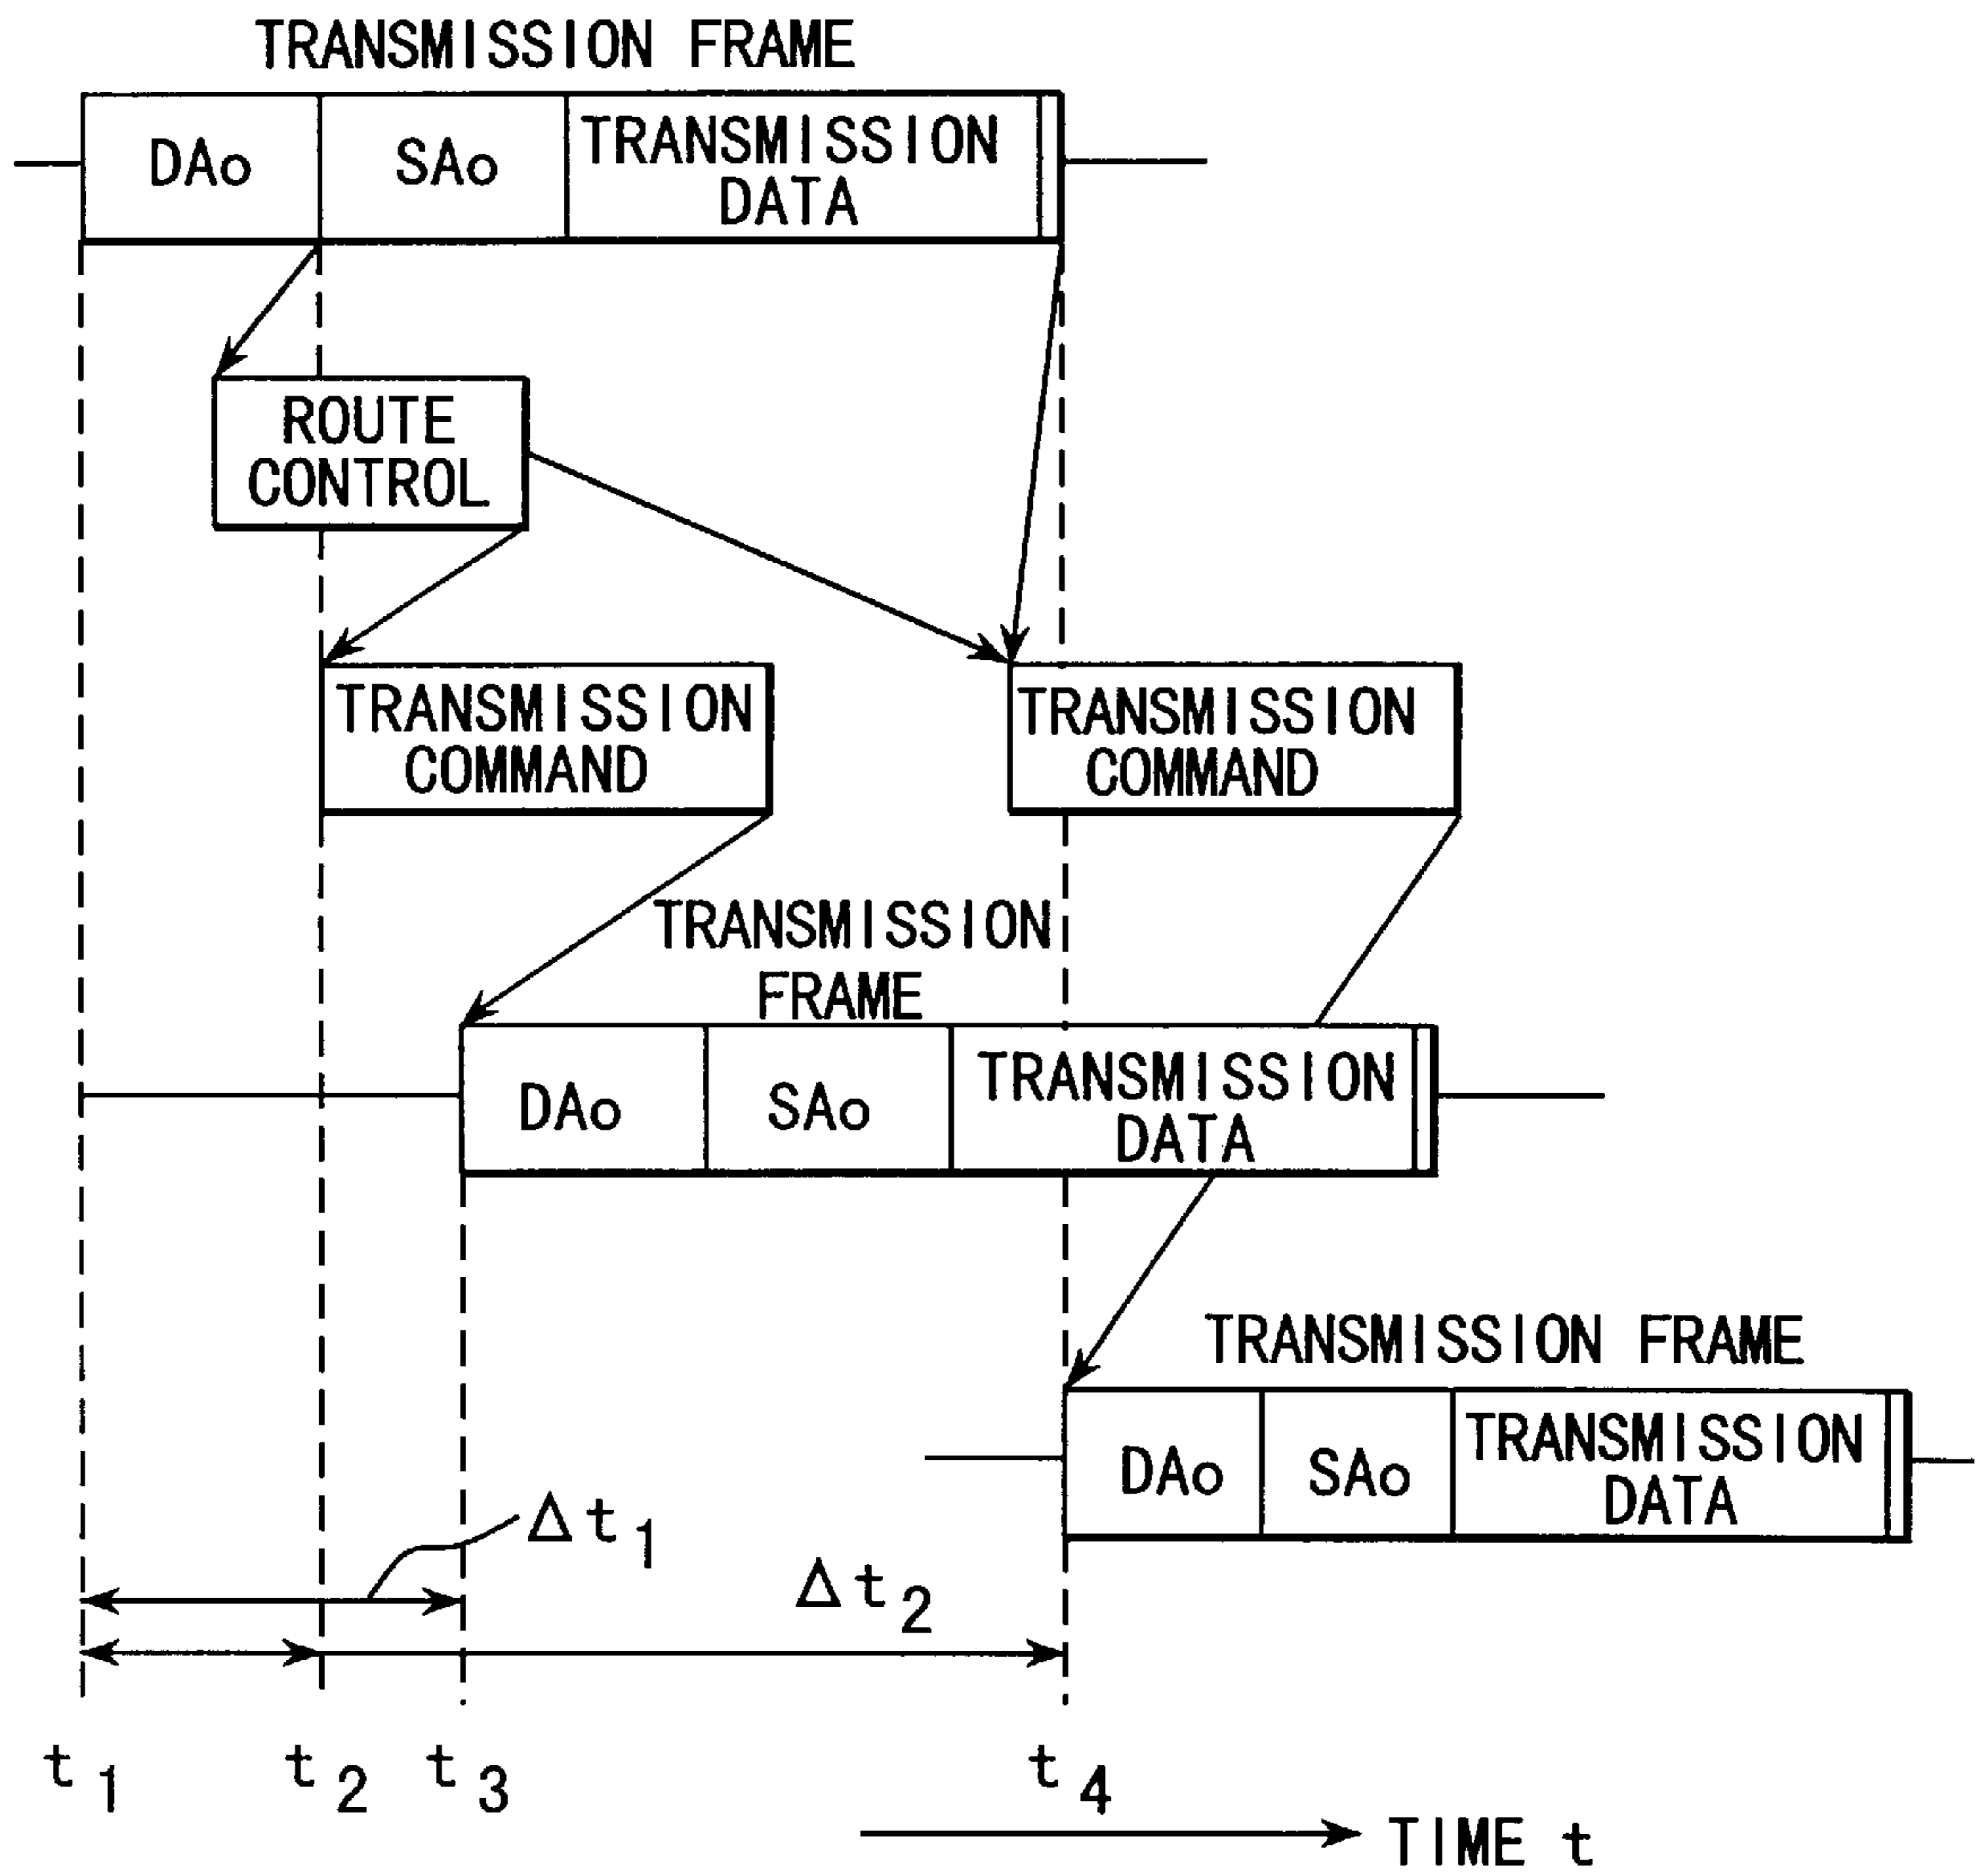 TRANSMISSION FRAME
DAo
SAo
TRANSMISSION
DATA
ROUTE
CONTROL
TRANSMISSION
COMMAND
TRANSMISSION
COMMAND
TRANSMISSION
FRAME
DAo
SAo
TRANSMISSION
DATA
TRANSMISSION FRAME
DAo
SAo
TRANSMISSION
DATA
Δt1
Δt2
t1
t2
t3
t4
TIME t